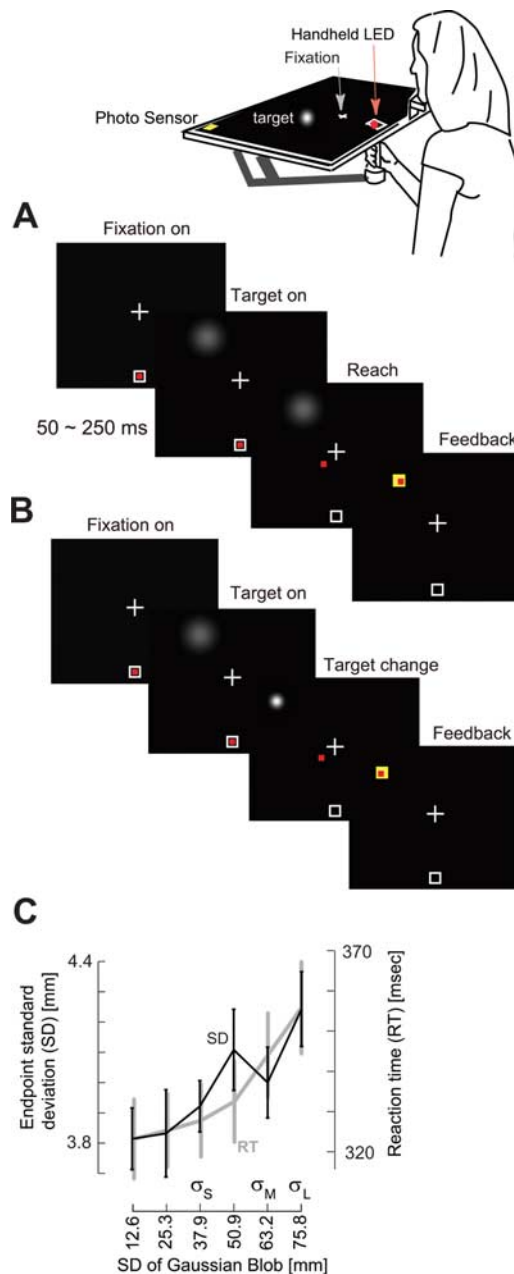 Handheld LED
Fixation
Photo Sensor
target
A
Fixation on
Target on
Reach
50 ~ 250 ms
Feedback
B
Fixation on
Target on
Target change
Feedback
C
4.4
3.8
Endpoint standard
deviation (SD) [mm]
SD
RT
370
320
Reaction time (RT) [msec]
σS σM σL
12.6 25.3 37.9 50.9 63.2 75.8
SD of Gaussian Blob [mm]